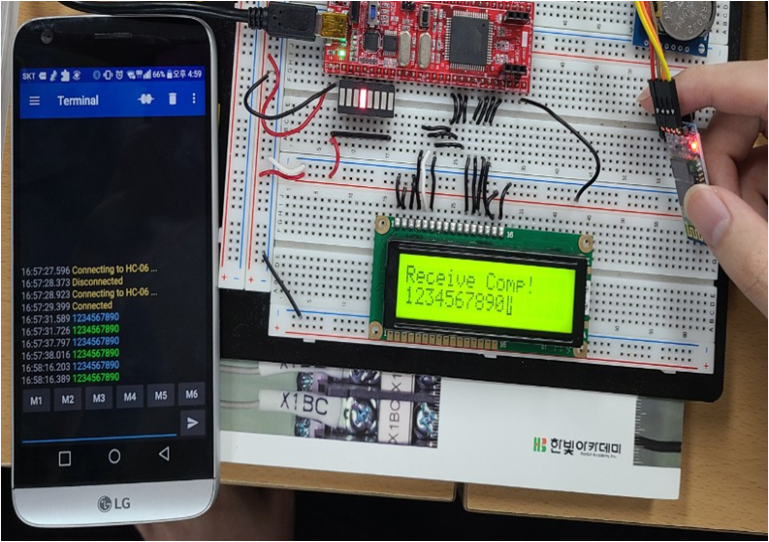 SKT 66% 오후 4:59
Terminal
16:57:27.596 Connecting to HC-06 ...
16:57:28.373 Disconnected
16:57:28.923 Connecting to HC-06 ...
16:57:29.399 Connected
16:57:31.589 1234567890
16:57:31.726 1234567890
16:57:37.797 1234567890
16:57:38.016 1234567890
16:58:16.203 1234567890
16:58:16.389 1234567890
M1 M2 M3 M4 M5 M6
LG
Receive Comp!
1234567890
16
X1BC
X1BC
한빛아카데미